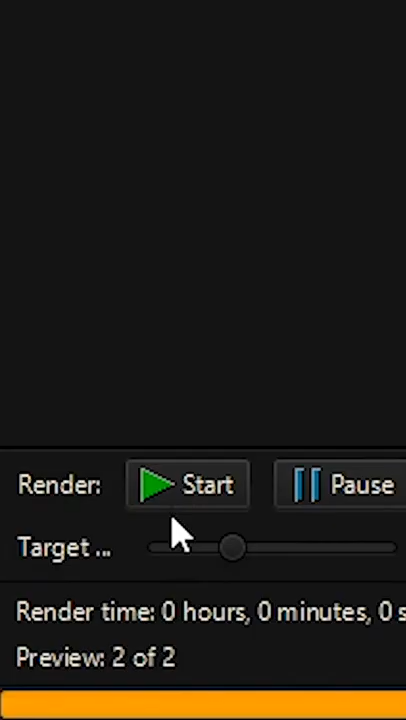 Render: Start Pause
Target ...
Render time: 0 hours, 0 minutes, 0 s
Preview: 2 of 2